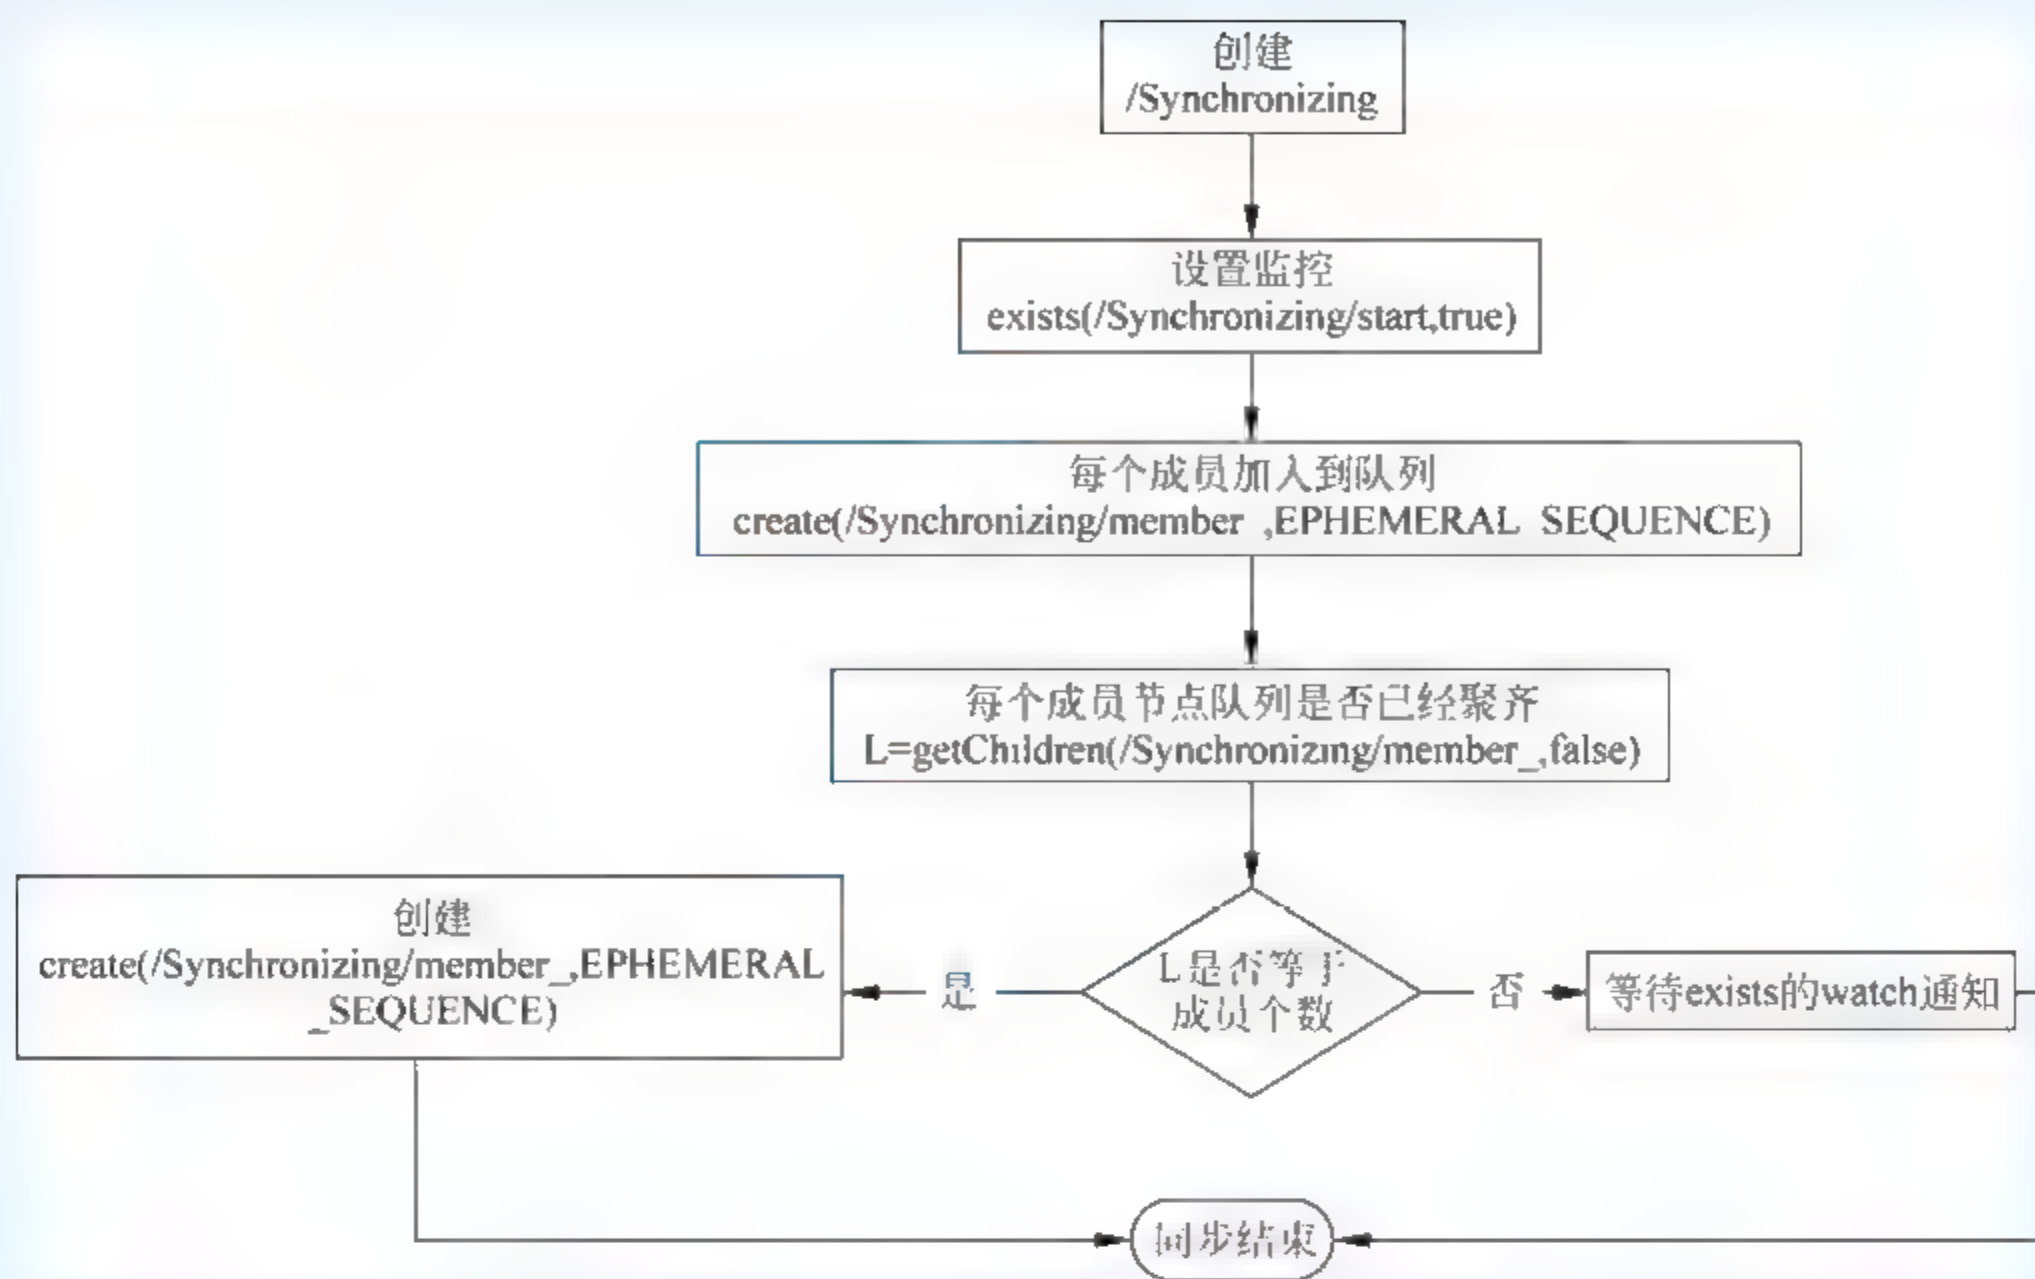 创建
/Synchronizing
设置监控
exists(/Synchronizing/start,true)
每个成员加入到队列
create(/Synchronizing/member ,EPHEMERAL SEQUENCE)
每个成员节点队列是否已经聚齐
L=getChildren(/Synchronizing/member_,false)
L是否等于
成员个数
是
创建
create(/Synchronizing/member_,EPHEMERAL
_SEQUENCE)
否
等待exists的watch通知
同步结束